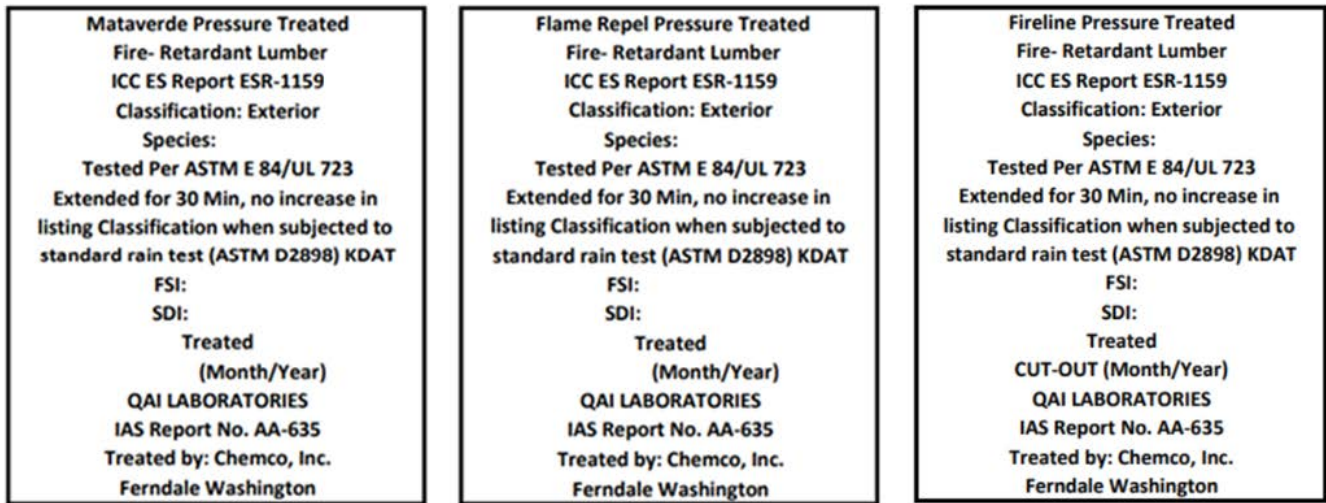 Mataverde Pressure Treated
Fire- Retardant Lumber
ICC ES Report ESR-1159
Classification: Exterior
Species:
Tested Per ASTM E 84/UL 723
Extended for 30 Min, no increase in
listing Classification when subjected to
standard rain test (ASTM D2898) KDAT
FSI:
SDI:
Treated
(Month/Year)
QAI LABORATORIES
IAS Report No. AA-635
Treated by: Chemco, Inc.
Ferndale Washington
Flame Repel Pressure Treated
Fire- Retardant Lumber
ICC ES Report ESR-1159
Classification: Exterior
Species:
Tested Per ASTM E 84/UL 723
Extended for 30 Min, no increase in
listing Classification when subjected to
standard rain test (ASTM D2898) KDAT
FSI:
SDI:
Treated
(Month/Year)
QAI LABORATORIES
IAS Report No. AA-635
Treated by: Chemco, Inc.
Ferndale Washington
Fireline Pressure Treated
Fire- Retardant Lumber
ICC ES Report ESR-1159
Classification: Exterior
Species:
Tested Per ASTM E 84/UL 723
Extended for 30 Min, no increase in
listing Classification when subjected to
standard rain test (ASTM D2898) KDAT
FSI:
SDI:
Treated
CUT-OUT (Month/Year)
QAI LABORATORIES
IAS Report No. AA-635
Treated by: Chemco, Inc.
Ferndale Washington